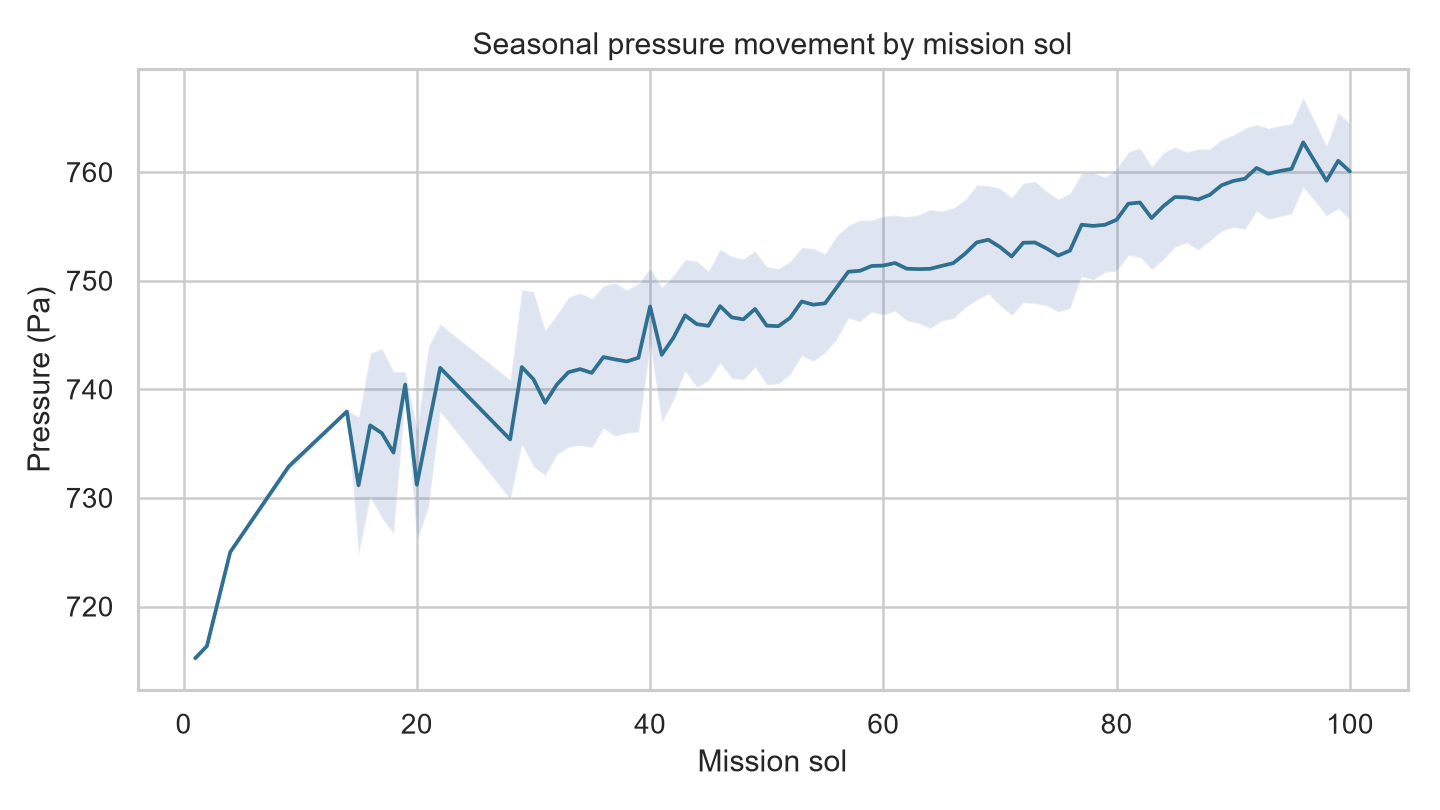 Seasonal pressure movement by mission sol
Pressure (Pa)
760
750
740
730
720
0 20 40 60 80 100
Mission sol